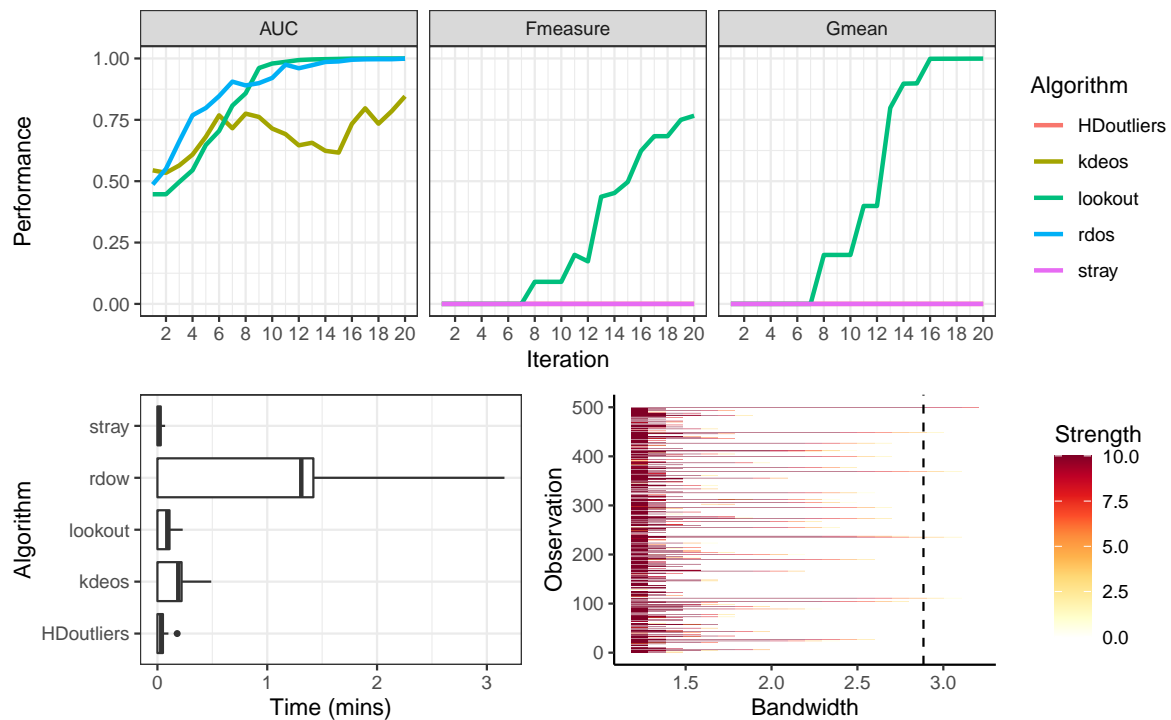 AUC Fmeasure Gmean
1.00
0.75
0.50
0.25
0.00
Performance
2 4 6 8 10 12 14 16 18 20 2 4 6 8 10 12 14 16 18 20 2 4 6 8 10 12 14 16 18 20
Iteration
Algorithm
HDoutliers
kdeos
lookout
rdos
stray
stray
rdow
lookout
kdeos
HDoutliers
Algorithm
0 1 2 3
Time (mins)
500
400
300
200
100
0
Observation
1.5 2.0 2.5 3.0
Bandwidth
Strength
10.0
7.5
5.0
2.5
0.0